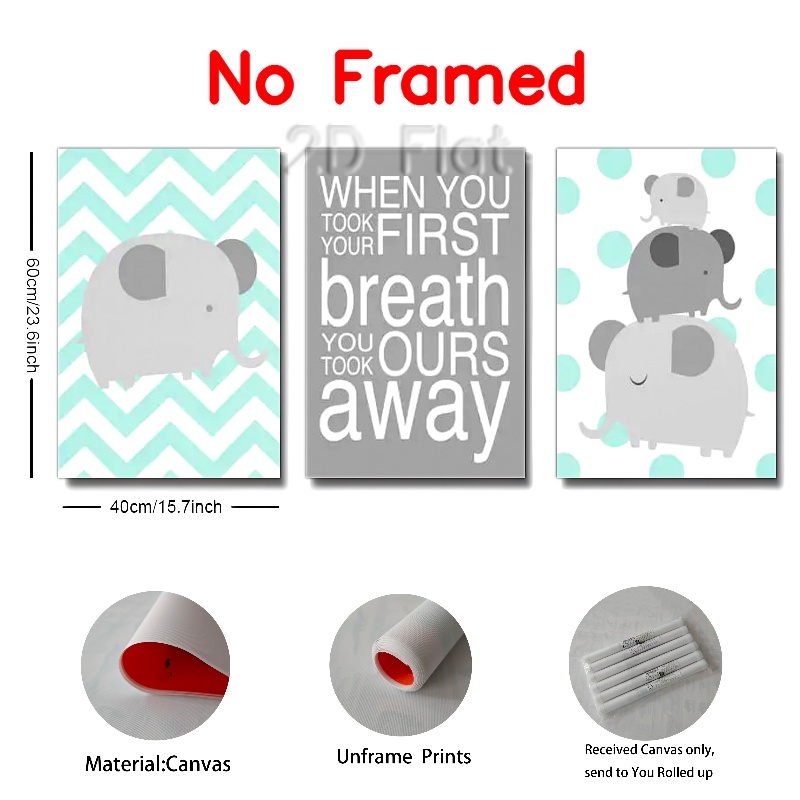 No Framed
2D Flat
60cm/23.6inch
WHEN YOU
TOOK
YOUR FIRST
breath
YOU
TOOK OURS
away
40cm/15.7inch
Material:Canvas
Unframe Prints
Received Canvas only,
send to You Rolled up